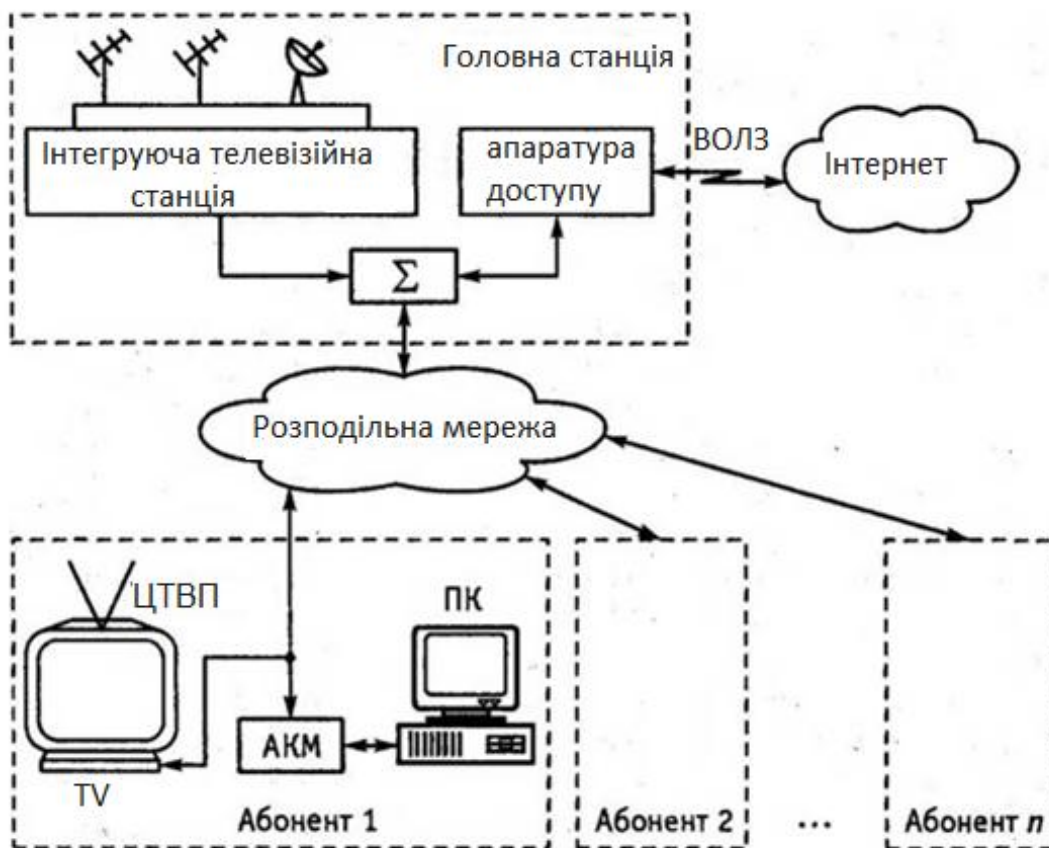 Головна станція
Інтегруюча телевізійна
станція
апаратура
доступу
ВОЛЗ
Інтернет
Σ
Розподільна мережа
ЦТВП
ПК
АКМ
TV
Абонент 1
Абонент 2
...
Абонент n